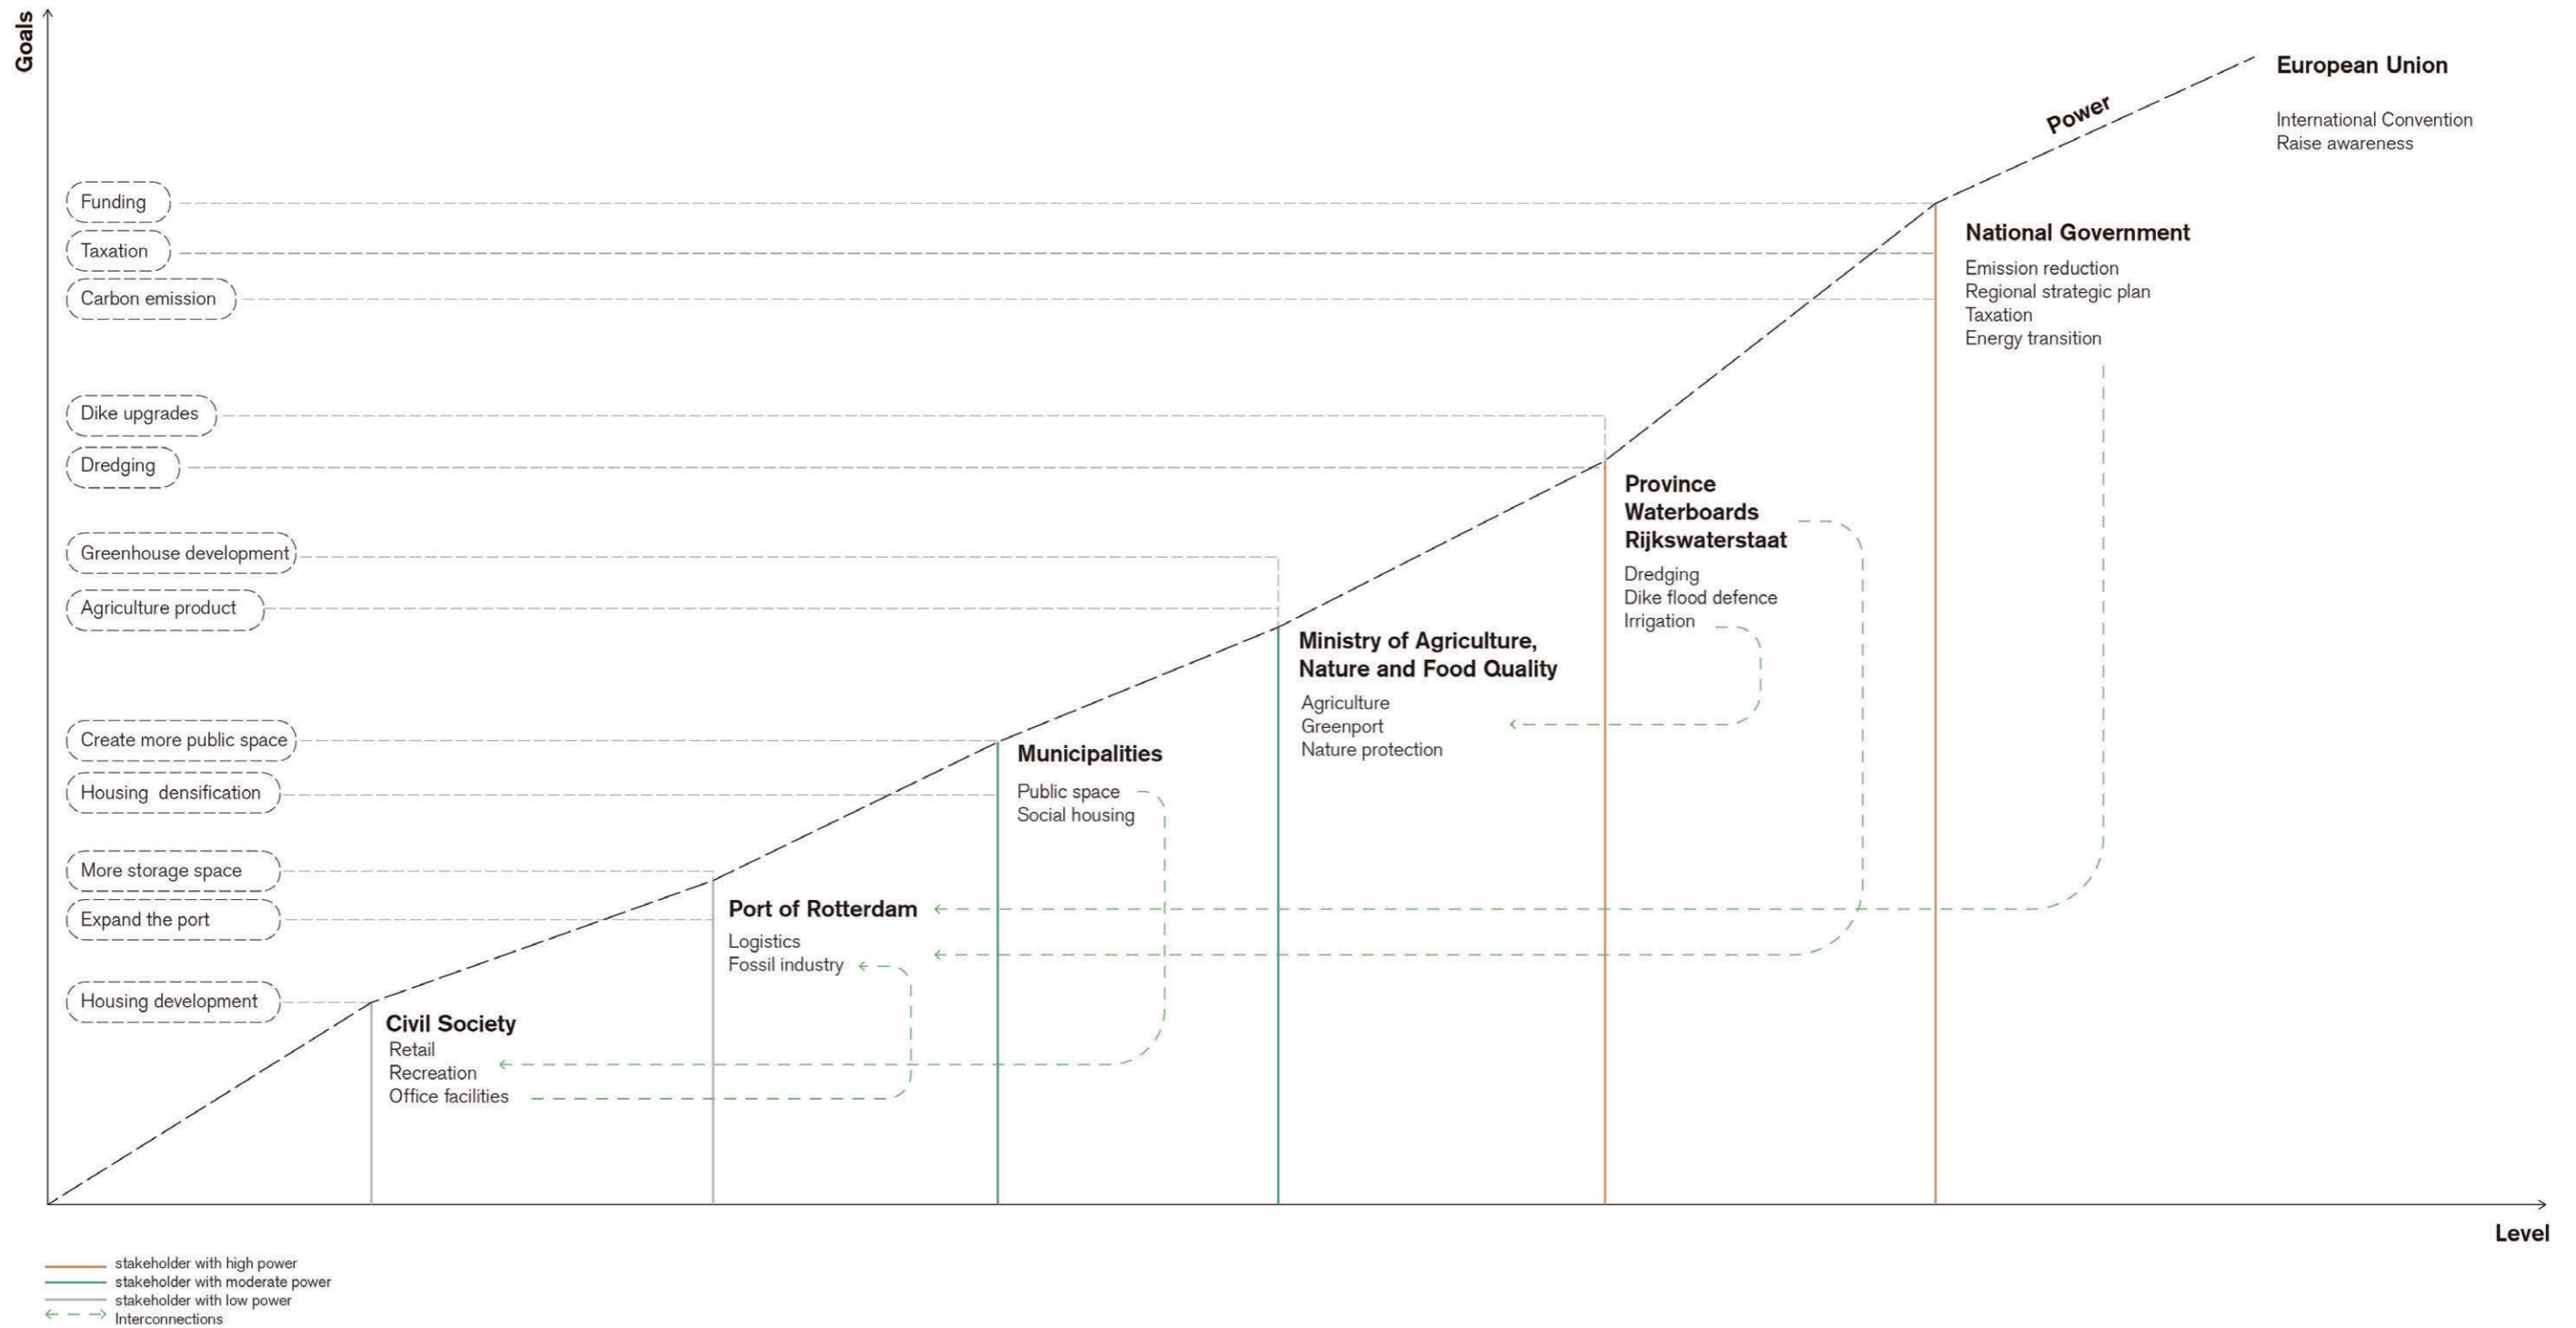 Goals
European Union
International Convention
Raise awareness
Power
Funding
Taxation
Carbon emission
National Government
Emission reduction
Regional strategic plan
Taxation
Energy transition
Dike upgrades
Dredging
Province
Waterboards
Rijkswaterstaat
Dredging
Dike flood defence
Irrigation
Greenhouse development
Agriculture product
Ministry of Agriculture,
Nature and Food Quality
Agriculture
Greenport
Nature protection
Create more public space
Housing densification
Municipalities
Public space
Social housing
More storage space
Expand the port
Port of Rotterdam
Logistics
Fossil industry
Housing development
Civil Society
Retail
Recreation
Office facilities
Level
stakeholder with high power
stakeholder with moderate power
stakeholder with low power
Interconnections